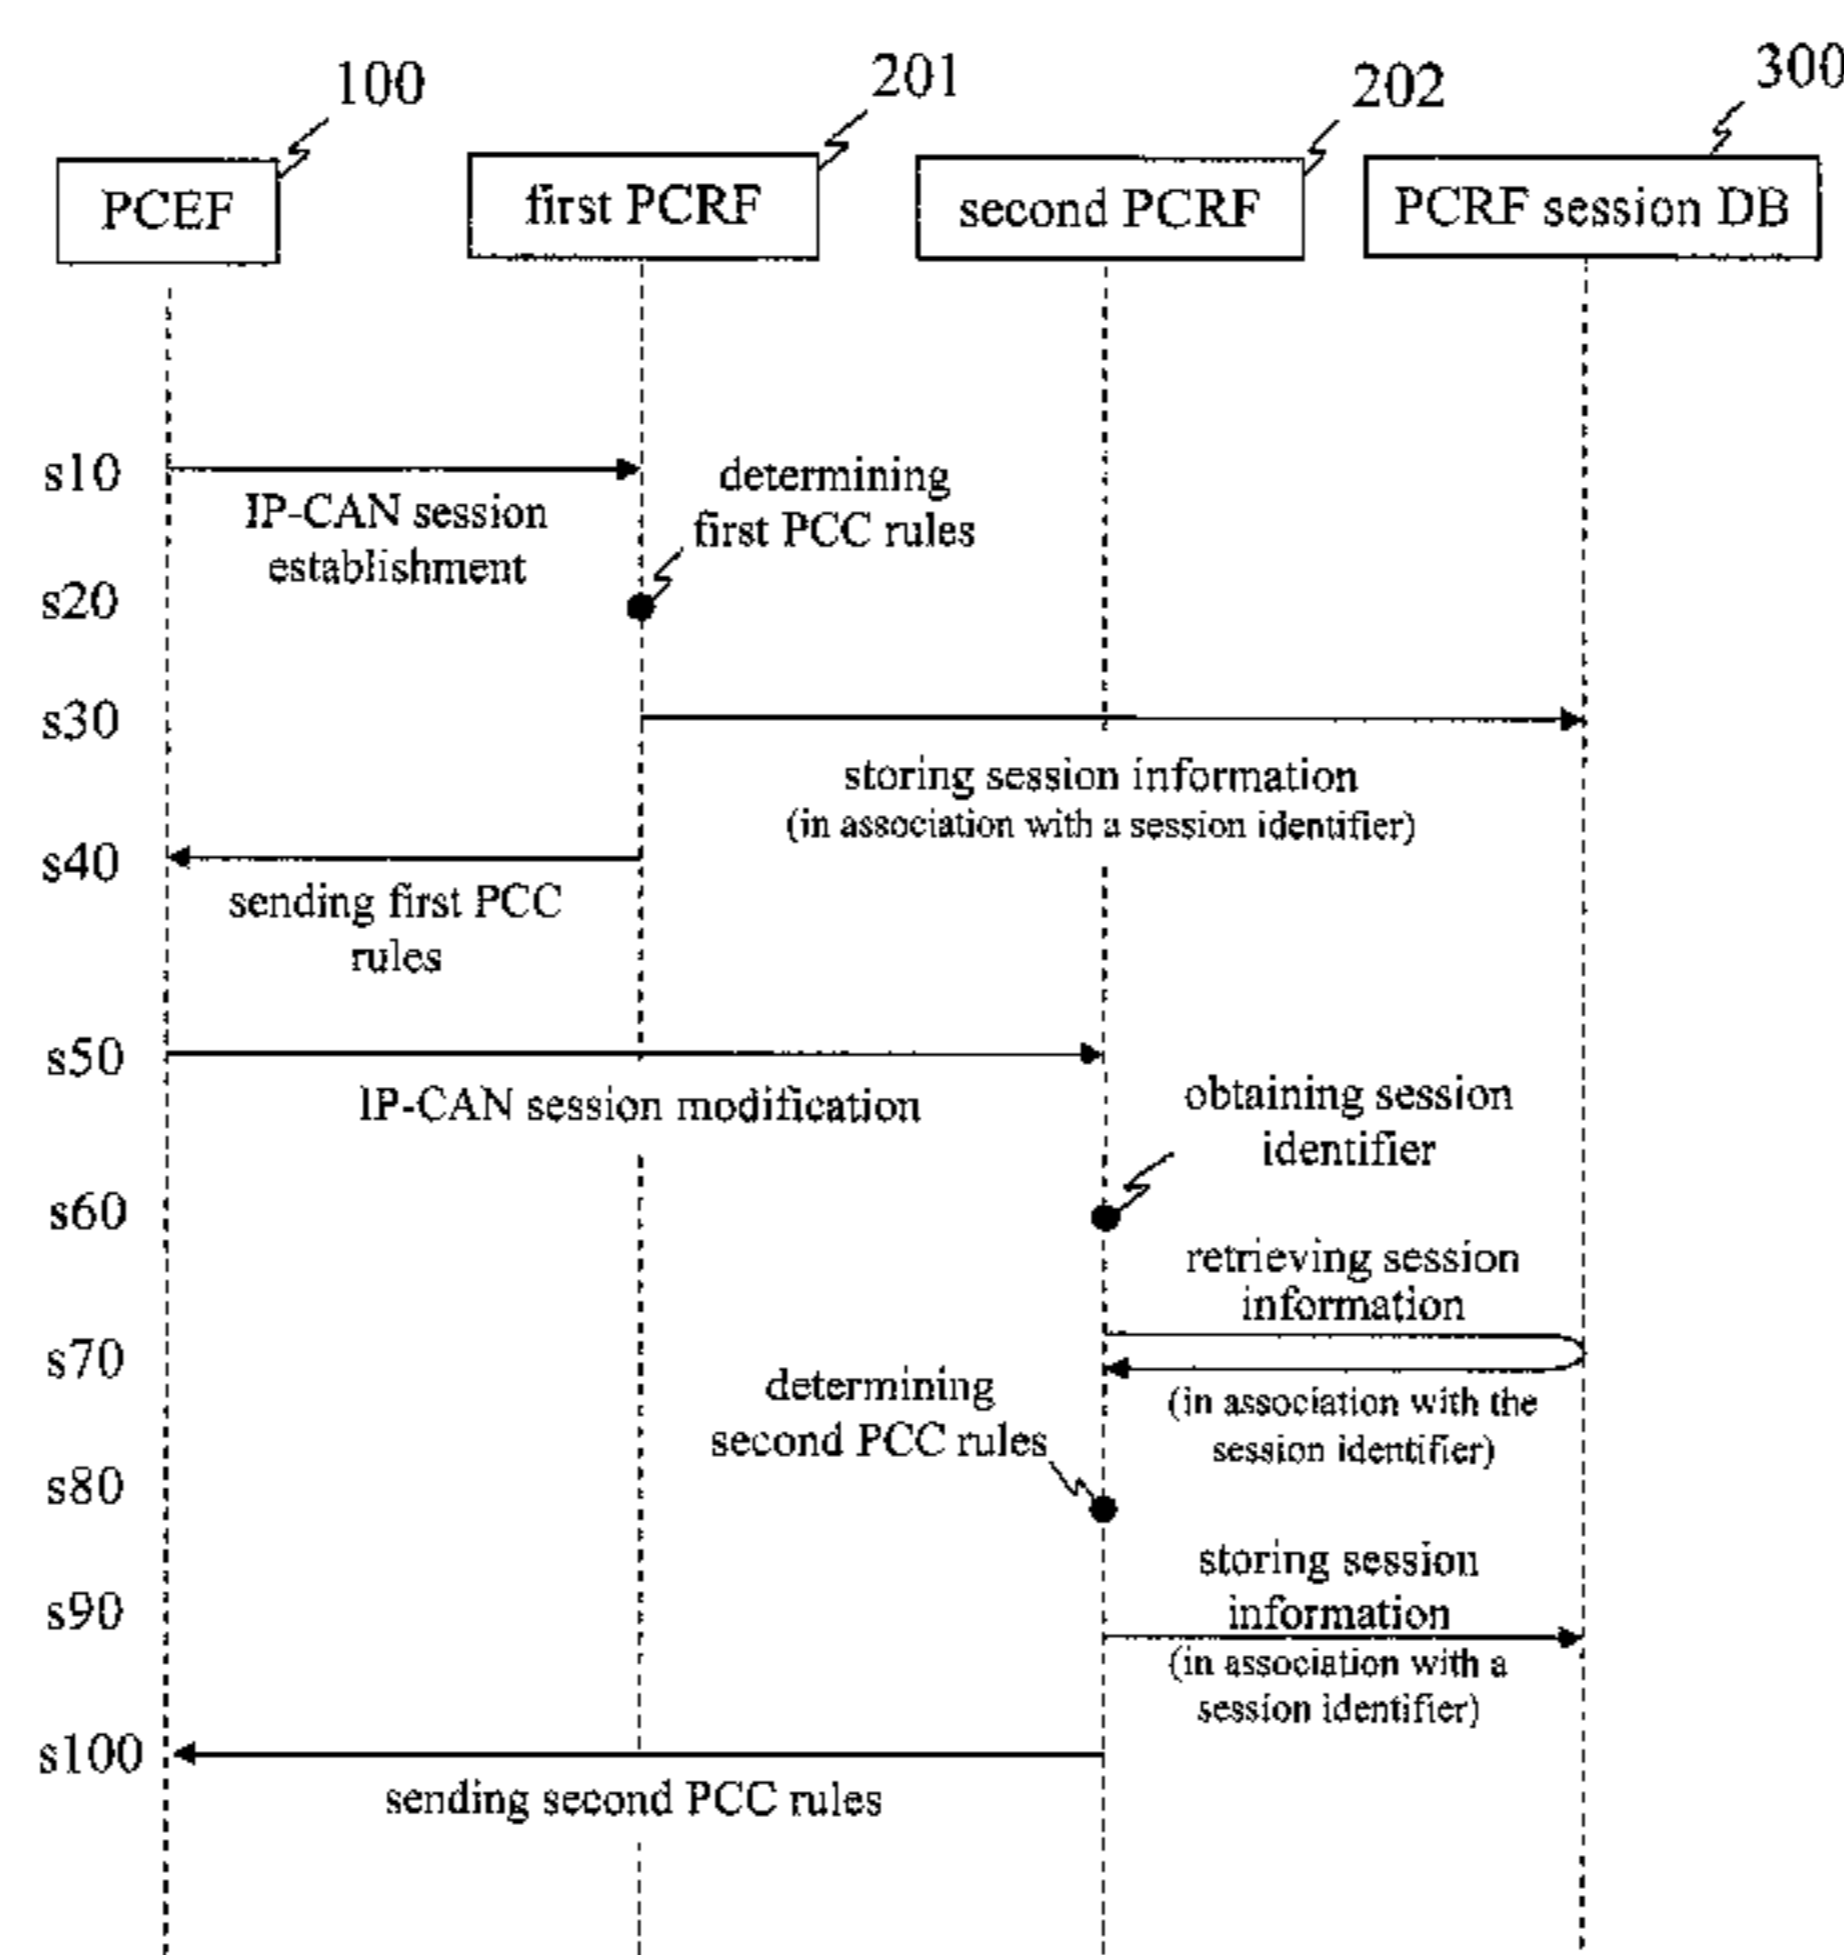 100
201
202
300
PCEF
first PCRF
second PCRF
PCRF session DB
s10
IP-CAN session
establishment
determining
first PCC rules
s20
s30
storing session information
(in association with a session identifier)
s40
sending first PCC
rules
s50
IP-CAN session modification
obtaining session
identifier
s60
retrieving session
information
s70
(in association with the
session identifier)
determining
second PCC rules
s80
storing session
information
s90
(in association with a
session identifier)
s100
sending second PCC rules